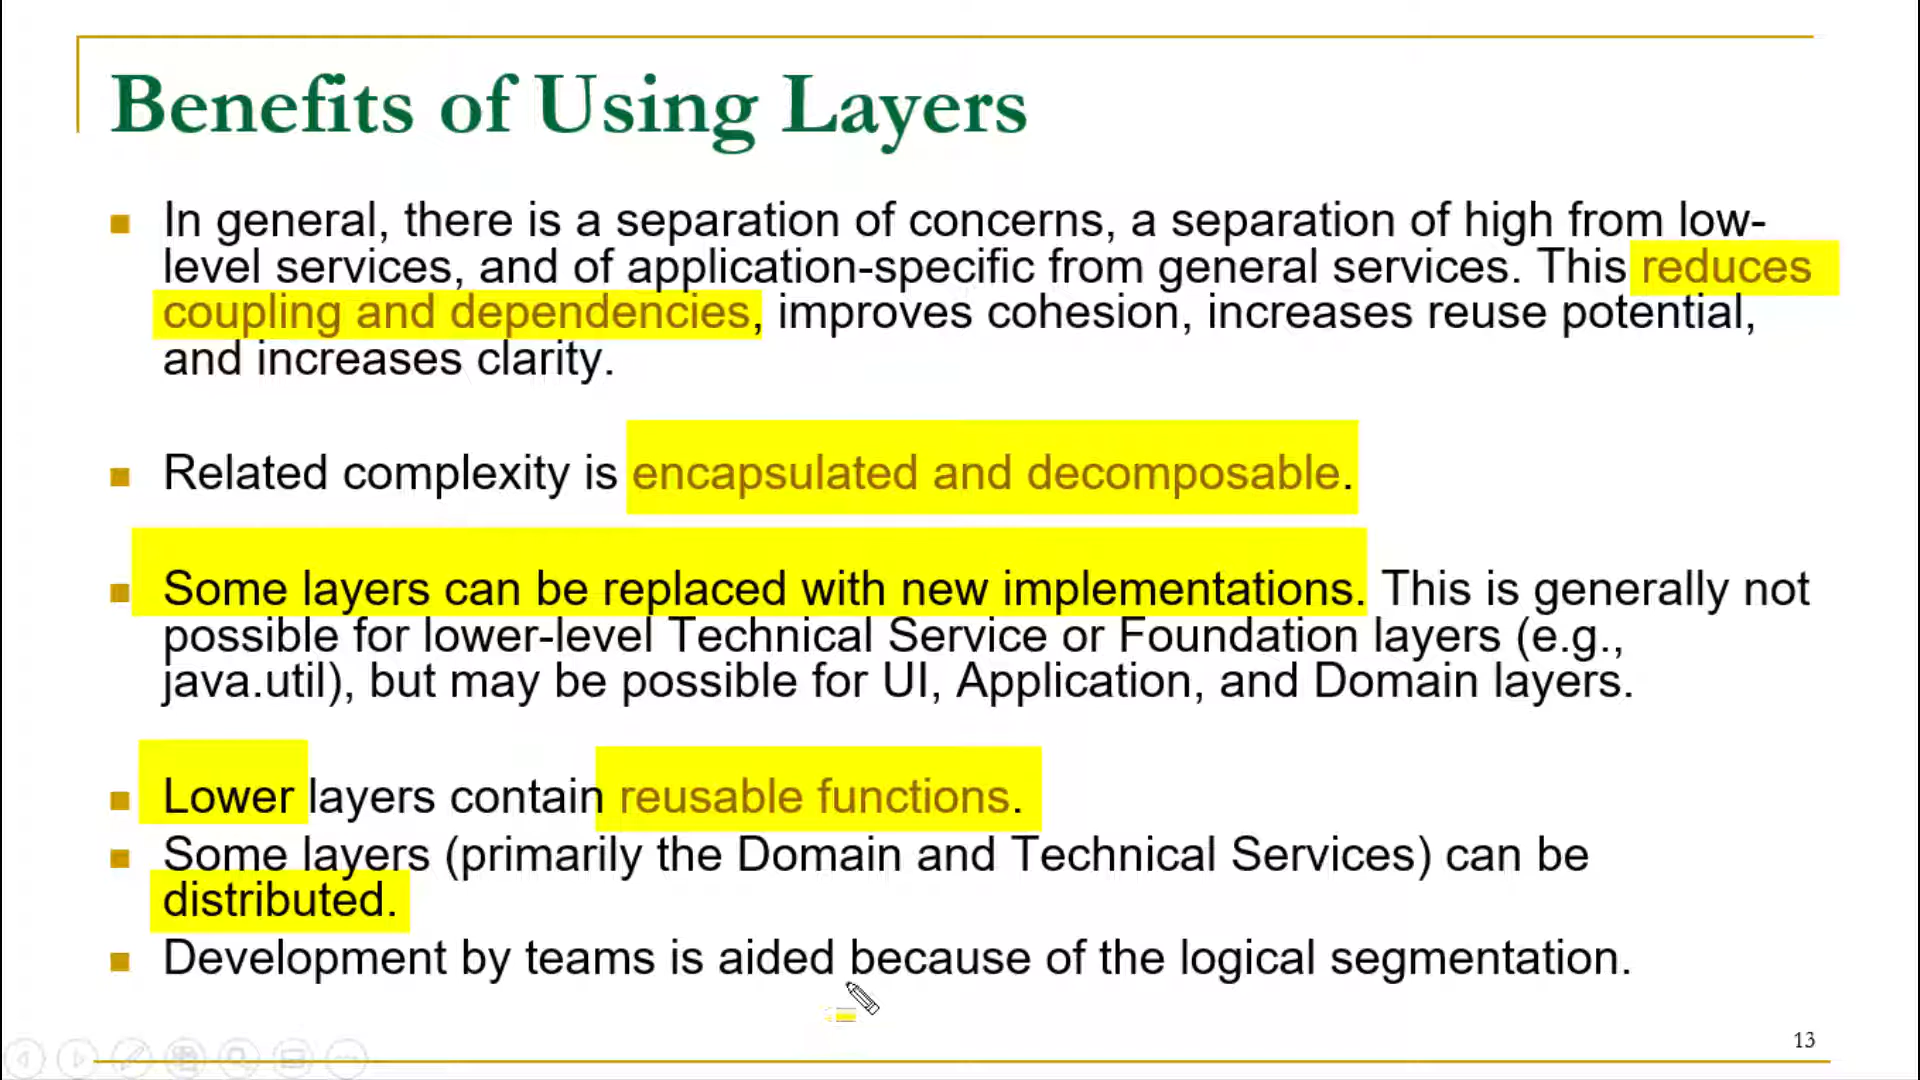 Benefits of Using Layers
In general, there is a separation of concerns, a separation of high from low-
level services, and of application-specific from general services. This reduces
coupling and dependencies, improves cohesion, increases reuse potential,
and increases clarity.
Related complexity is encapsulated and decomposable.
Some layers can be replaced with new implementations. This is generally not
possible for lower-level Technical Service or Foundation layers (e.g.,
java.util), but may be possible for UI, Application, and Domain layers.
Lower layers contain reusable functions.
Some layers (primarily the Domain and Technical Services) can be
distributed.
Development by teams is aided because of the logical segmentation.
13